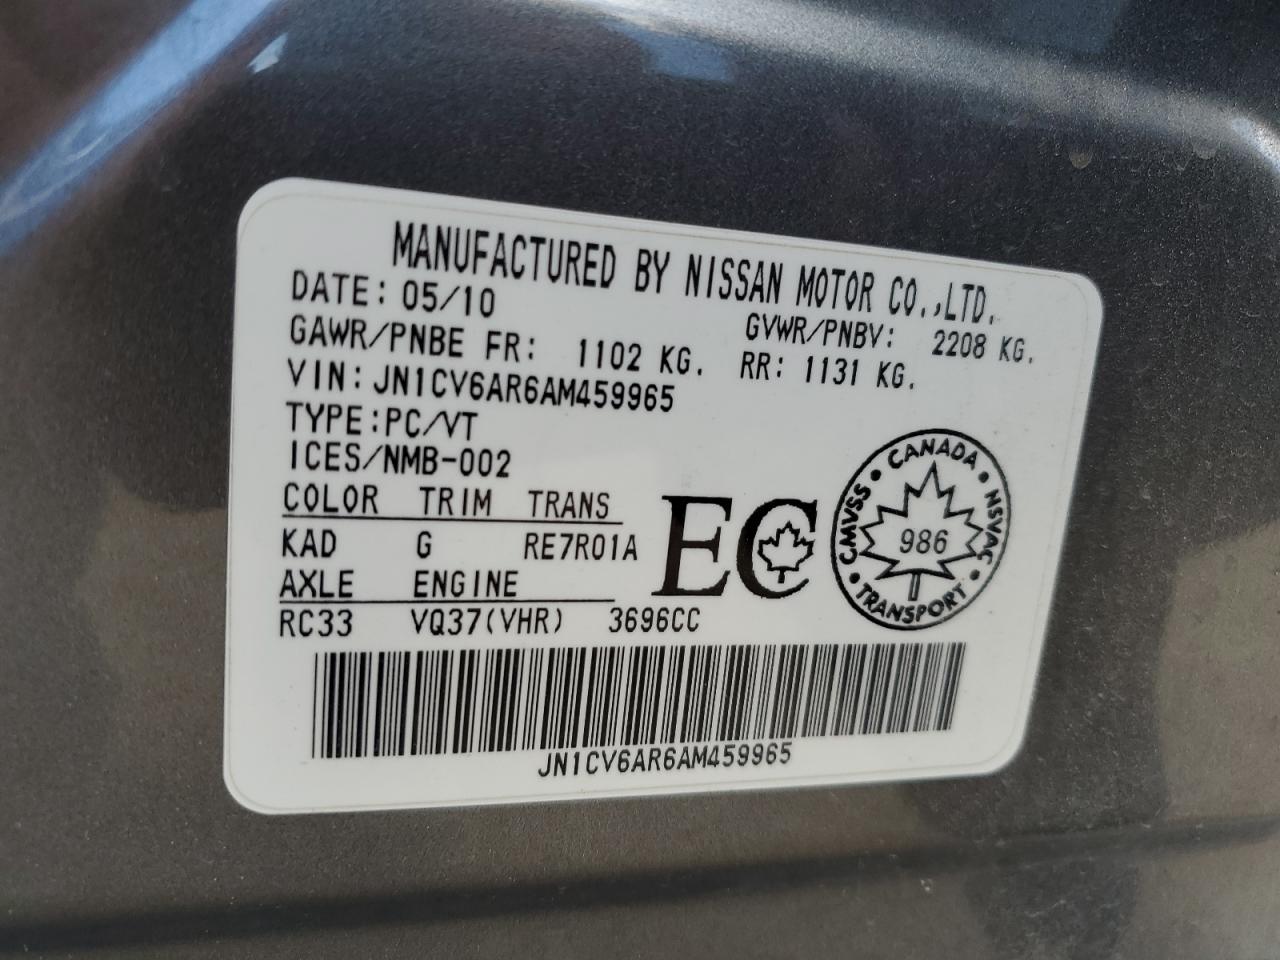 MANUFACTURED BY NISSAN MOTOR CO.,LTD.
DATE: 05/10 GVWR/PNBV: 2208 KG.
GAWR/PNBE FR: 1102 KG. RR: 1131 KG.
VIN: JN1CV6AR6AM459965
TYPE:PC/VT
ICES/NMB-002
COLOR TRIM TRANS
KAD G RE7R01A
AXLE ENGINE
RC33 VQ37(VHR) 3696CC
EC
CANADA
CMVSS NSVAC
986
TRANSPORT
JN1CV6AR6AM459965